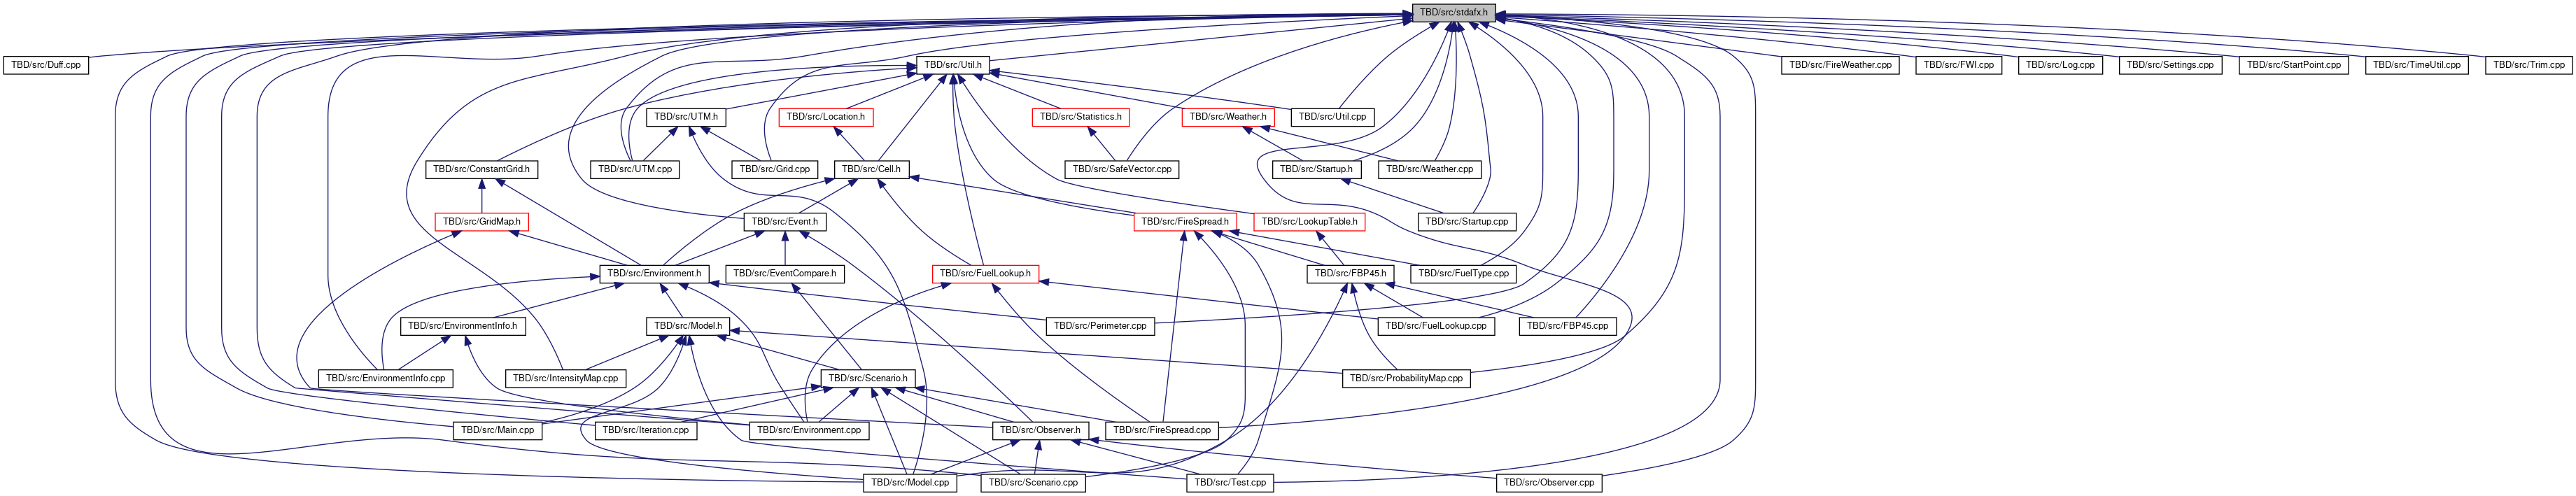 TBD/src/stdafx.h
TBD/src/Duff.cpp
TBD/src/Util.h
TBD/src/FireWeather.cpp
TBD/src/FWI.cpp
TBD/src/Log.cpp
TBD/src/Settings.cpp
TBD/src/StartPoint.cpp
TBD/src/TimeUtil.cpp
TBD/src/Trim.cpp
TBD/src/UTM.h
TBD/src/Location.h
TBD/src/Statistics.h
TBD/src/Weather.h
TBD/src/Util.cpp
TBD/src/ConstantGrid.h
TBD/src/UTM.cpp
TBD/src/Grid.cpp
TBD/src/Cell.h
TBD/src/SafeVector.cpp
TBD/src/Startup.h
TBD/src/Weather.cpp
TBD/src/GridMap.h
TBD/src/Event.h
TBD/src/FireSpread.h
TBD/src/LookupTable.h
TBD/src/Startup.cpp
TBD/src/Environment.h
TBD/src/EventCompare.h
TBD/src/FuelLookup.h
TBD/src/FBP45.h
TBD/src/FuelType.cpp
TBD/src/EnvironmentInfo.h
TBD/src/Model.h
TBD/src/Perimeter.cpp
TBD/src/FuelLookup.cpp
TBD/src/FBP45.cpp
TBD/src/EnvironmentInfo.cpp
TBD/src/IntensityMap.cpp
TBD/src/Scenario.h
TBD/src/ProbabilityMap.cpp
TBD/src/Main.cpp
TBD/src/Iteration.cpp
TBD/src/Environment.cpp
TBD/src/Observer.h
TBD/src/FireSpread.cpp
TBD/src/Model.cpp
TBD/src/Scenario.cpp
TBD/src/Test.cpp
TBD/src/Observer.cpp